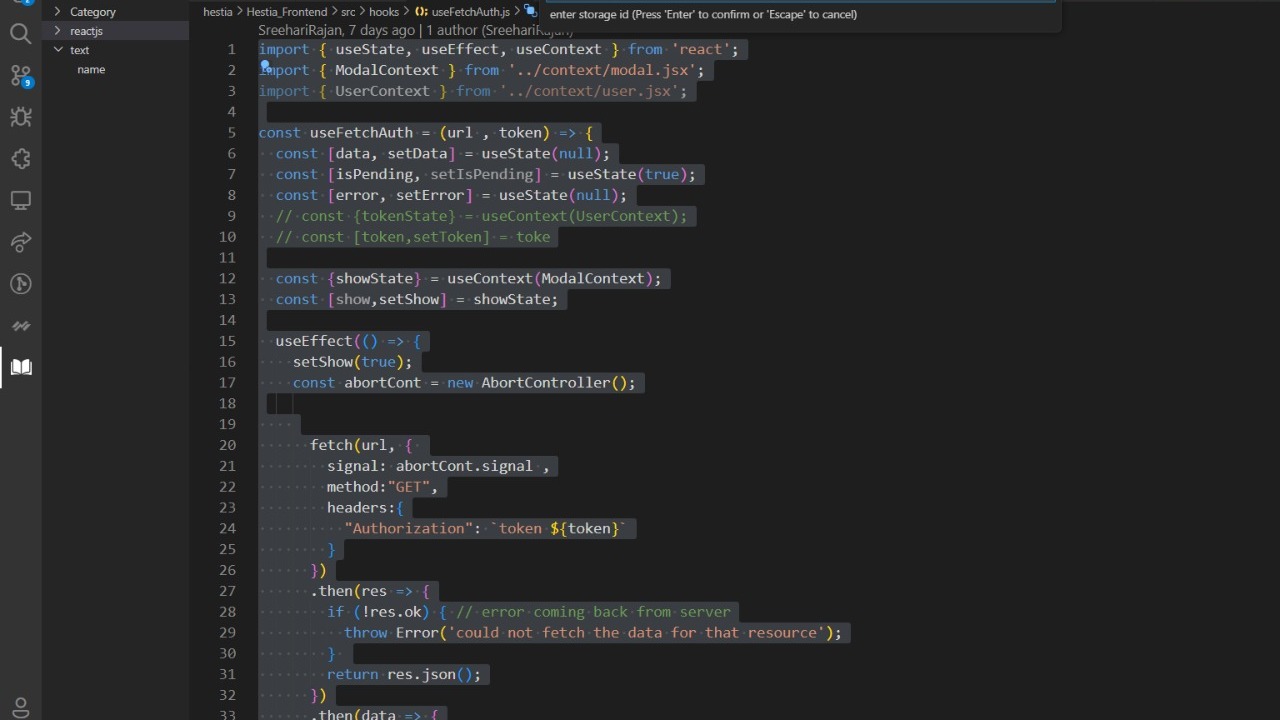 Category
reactjs
text
name
9
hestia > Hestia_Frontend > src > hooks > useFetchAuth.js >
enter storage id (Press 'Enter' to confirm or 'Escape' to cancel)
SreehariRajan, 7 days ago | 1 author (SreehariRajan)
1 import { useState, useEffect, useContext } from 'react';
2 import { ModalContext } from '../context/modal.jsx';
3 import { UserContext } from '../context/user.jsx';
4
5 const useFetchAuth = (url , token) => {
6 const [data, setData] = useState(null);
7 const [isPending, setIsPending] = useState(true);
8 const [error, setError] = useState(null);
9 // const {tokenState} = useContext(UserContext);
10 // const [token,setToken] = toke
11
12 const {showState} = useContext(ModalContext);
13 const [show,setShow] = showState;
14
15 useEffect(() => {
16 setShow(true);
17 const abortCont = new AbortController();
18
19
20 fetch(url, {
21 signal: abortCont.signal ,
22 method:"GET",
23 headers:{
24 "Authorization": `token ${token}`
25 }
26 })
27 .then(res => {
28 if (!res.ok) { // error coming back from server
29 throw Error('could not fetch the data for that resource');
30 }
31 return res.json();
32 })
33 .then(data => {